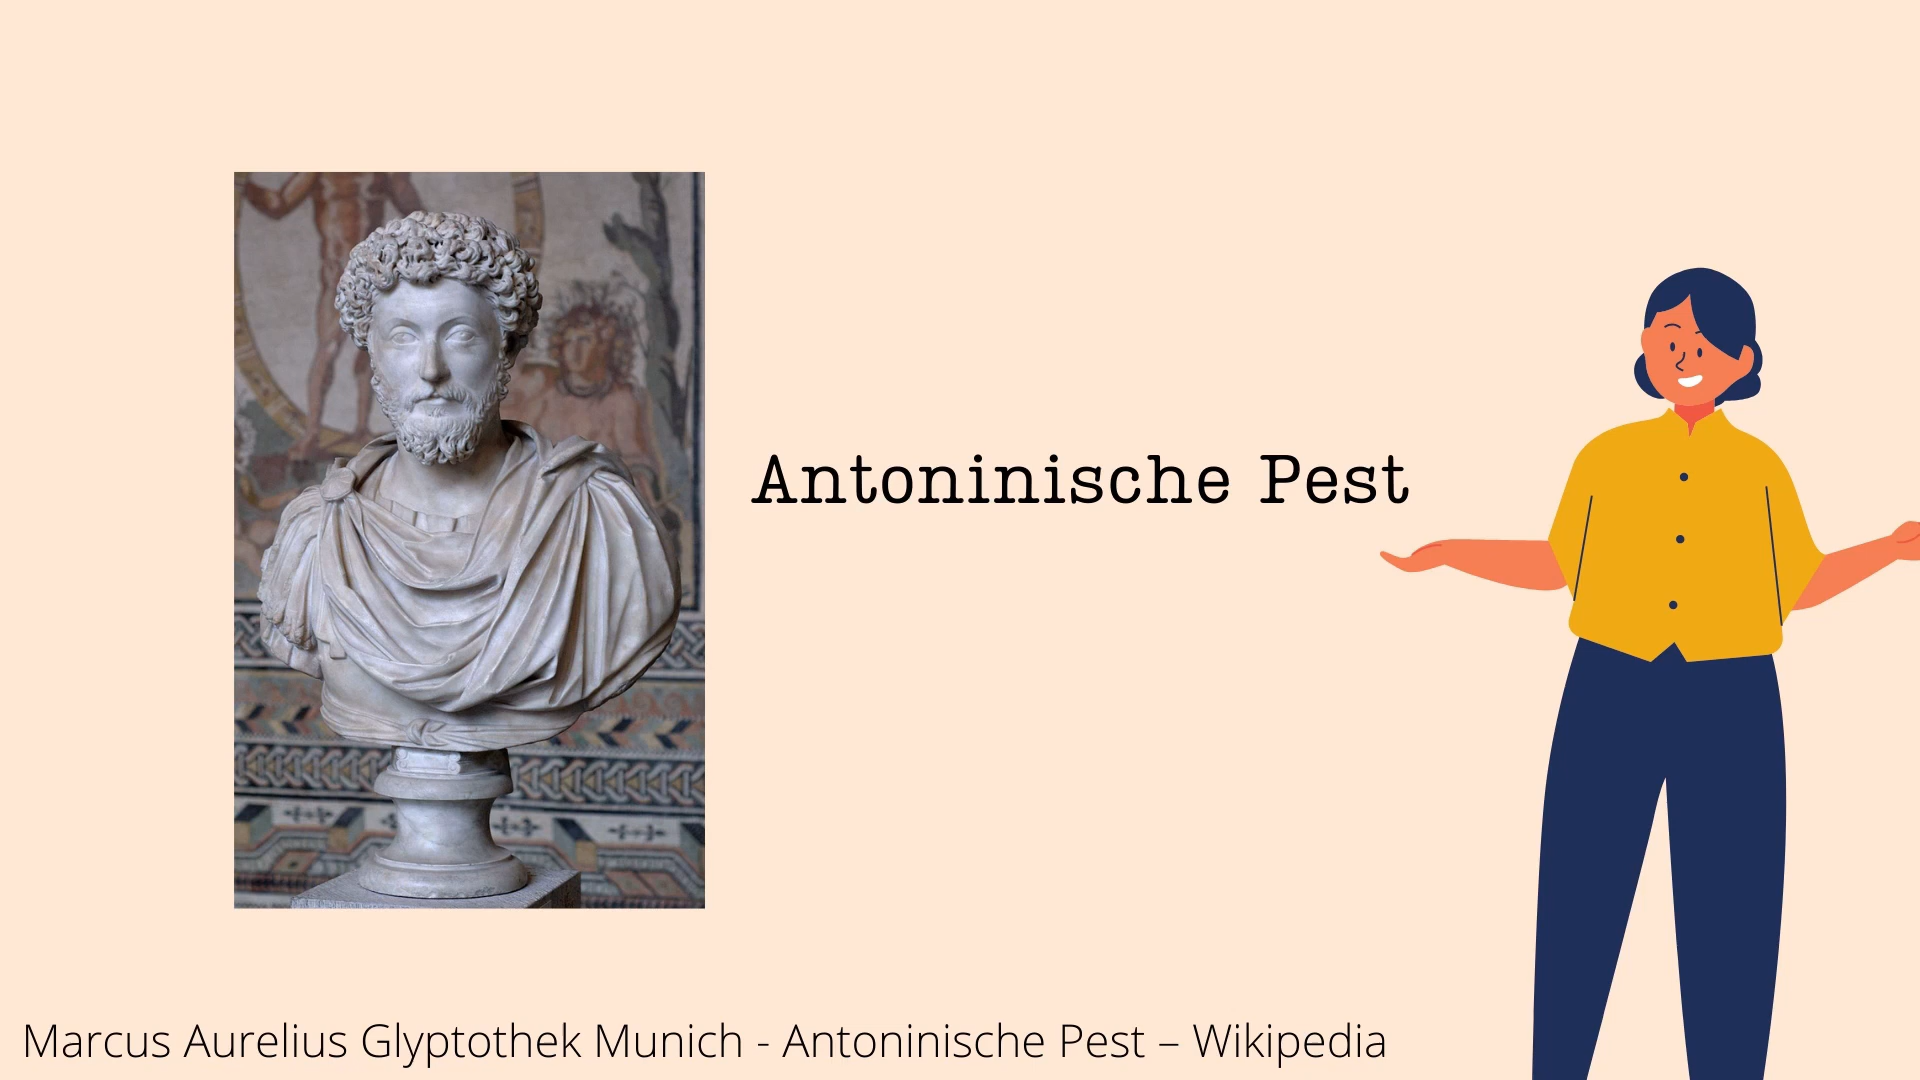 Antoninische Pest
Marcus Aurelius Glyptothek Munich - Antoninische Pest – Wikipedia